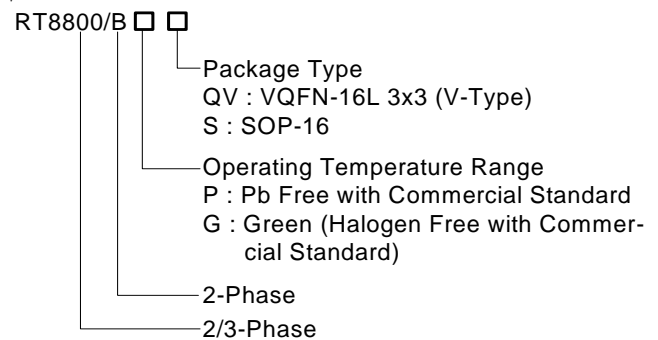 RT8800/B
Package Type
QV : VQFN-16L 3x3 (V-Type)
S : SOP-16
Operating Temperature Range
P : Pb Free with Commercial Standard
G : Green (Halogen Free with Commer-
cial Standard)
2-Phase
2/3-Phase